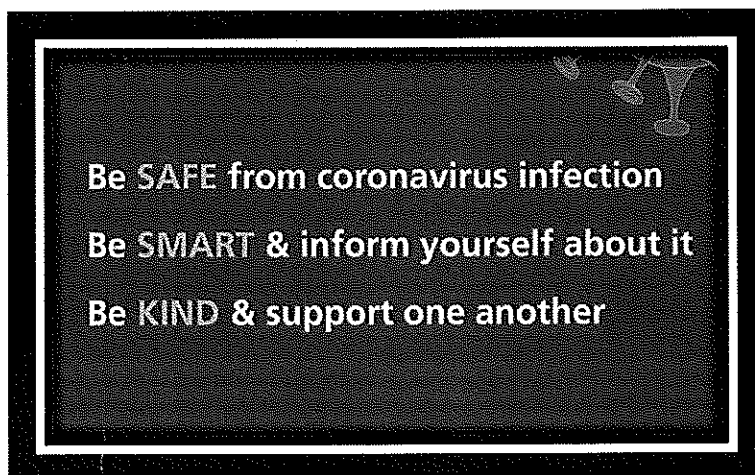 Be SAFE from coronavirus infection
Be SMART & inform yourself about it
Be KIND & support one another